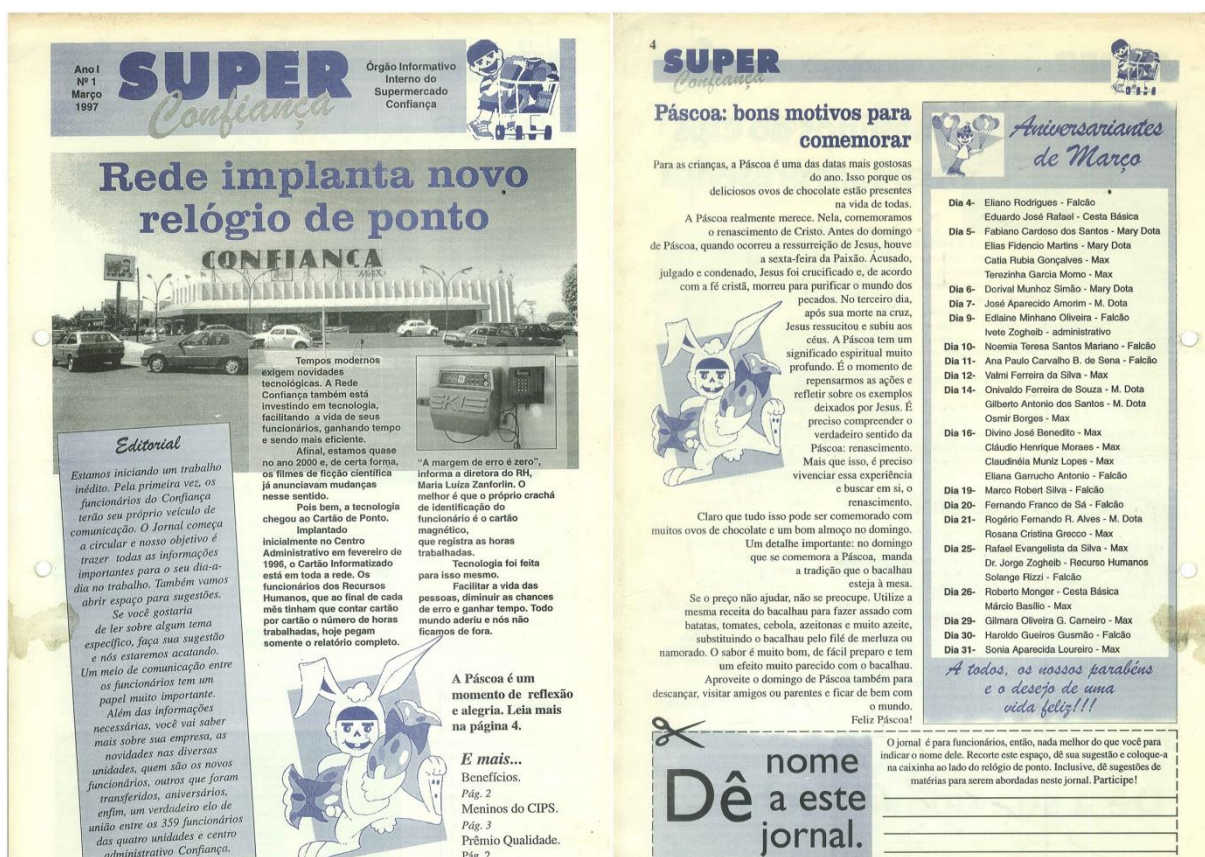 Ano I
Nº 1
Março
1997
SUPER
Confiança
Órgão Informativo
Interno do
Supermercado
Confiança
Rede implanta novo
relógio de ponto
CONFIANÇA
MAX
Tempos modernos
exigem novidades
tecnológicas. A Rede
Confiança também está
investindo em tecnologia,
facilitando a vida de seus
funcionários, ganhando tempo
e sendo mais eficiente.
Afinal, estamos quase
no ano 2000 e, de certa forma,
os filmes de ficção científica
já anunciavam mudanças
nesse sentido.
Pois bem, a tecnologia
chegou ao Cartão de Ponto.
Implantado
inicialmente no Centro
Administrativo em fevereiro de
1996, o Cartão Informatizado
está em toda a rede. Os
funcionários dos Recursos
Humanos, que ao final de cada
mês tinham que contar cartão
por cartão o número de horas
trabalhadas, hoje pegam
somente o relatório completo.
"A margem de erro é zero",
informa a diretora do RH,
Maria Luíza Zanforlin. O
melhor é que o próprio crachá
de identificação do
funcionário é o cartão
magnético,
que registra as horas
trabalhadas.
Tecnologia foi feita
para isso mesmo.
Facilitar a vida das
pessoas, diminuir as chances
de erro e ganhar tempo. Todo
mundo aderiu e nós não
ficamos de fora.
Editorial
Estamos iniciando um trabalho
inédito. Pela primeira vez, os
funcionários do Confiança
terão seu próprio veículo de
comunicação. O Jornal começa
a circular e nosso objetivo é
trazer todas as informações
importantes para o seu dia-a-
dia no trabalho. Também vamos
abrir espaço para sugestões.
Se você gostaria
de ler sobre algum tema
específico, faça sua sugestão
e nós estaremos acatando.
Um meio de comunicação entre
os funcionários tem um
papel muito importante.
Além das informações
necessárias, você vai saber
mais sobre sua empresa, as
novidades nas diversas
unidades, quem são os novos
funcionários, outros que foram
transferidos, aniversários,
enfim, um verdadeiro elo de
união entre os 359 funcionários
das quatro unidades e centro
administrativo Confiança.
A Páscoa é um
momento de reflexão
e alegria. Leia mais
na página 4.
E mais...
Benefícios.
Pág. 2
Meninos do CIPS.
Pág. 3
Prêmio Qualidade.
Pág. 2
4
SUPER
Confiança
Páscoa: bons motivos para
comemorar
Para as crianças, a Páscoa é uma das datas mais gostosas
do ano. Isso porque os
deliciosos ovos de chocolate estão presentes
na vida de todas.
A Páscoa realmente merece. Nela, comemoramos
o renascimento de Cristo. Antes do domingo
de Páscoa, quando ocorreu a ressurreição de Jesus, houve
a sexta-feira da Paixão. Acusado,
julgado e condenado, Jesus foi crucificado e, de acordo
com a fé cristã, morreu para purificar o mundo dos
pecados. No terceiro dia,
após sua morte na cruz,
Jesus ressucitou e subiu aos
céus. A Páscoa tem um
significado espiritual muito
profundo. É o momento de
repensarmos as ações e
refletir sobre os exemplos
deixados por Jesus. É
preciso compreender o
verdadeiro sentido da
Páscoa: renascimento.
Mais que isso, é preciso
vivenciar essa experiência
e buscar em si, o
renascimento.
Claro que tudo isso pode ser comemorado com
muitos ovos de chocolate e um bom almoço no domingo.
Um detalhe importante: no domingo
que se comemora a Páscoa, manda
a tradição que o bacalhau
esteja à mesa.
Se o preço não ajudar, não se preocupe. Utilize a
mesma receita do bacalhau para fazer assado com
batatas, tomates, cebola, azeitonas e muito azeite,
substituindo o bacalhau pelo filé de merluza ou
namorado. O sabor é muito bom, de fácil preparo e tem
um efeito muito parecido com o bacalhau.
Aproveite o domingo de Páscoa também para
descançar, visitar amigos ou parentes e ficar de bem com
o mundo.
Feliz Páscoa!
Aniversariantes
de Março
Dia 4- Eliano Rodrigues - Falcão
Eduardo José Rafael - Cesta Básica
Dia 5- Fabiano Cardoso dos Santos - Mary Dota
Elias Fidencio Martins - Mary Dota
Catia Rubia Gonçalves - Max
Terezinha Garcia Momo - Max
Dia 6- Dorival Munhoz Simão - Mary Dota
Dia 7- José Aparecido Amorim - M. Dota
Dia 9- Edlaine Minhano Oliveira - Falcão
Ivete Zogheib - administrativo
Dia 10- Noemia Teresa Santos Mariano - Falcão
Dia 11- Ana Paulo Carvalho B. de Sena - Falcão
Dia 12- Valmi Ferreira da Silva - Max
Dia 14- Onivaldo Ferreira de Souza - M. Dota
Gilberto Antonio dos Santos - M. Dota
Osmir Borges - Max
Dia 16- Divino José Benedito - Max
Cláudio Henrique Moraes - Max
Claudinéia Muniz Lopes - Max
Eliana Garrucho Antonio - Falcão
Dia 19- Marco Robert Silva - Falcão
Dia 20- Fernando Franco de Sá - Falcão
Dia 21- Rogério Fernando R. Alves - M. Dota
Rosana Cristina Grecco - Max
Dia 25- Rafael Evangelista da Silva - Max
Dr. Jorge Zogheib - Recurso Humanos
Solange Rizzi - Falcão
Dia 26- Roberto Monger - Cesta Básica
Márcio Basílio - Max
Dia 29- Gilmara Oliveira G. Carneiro - Max
Dia 30- Haroldo Gueiros Gusmão - Falcão
Dia 31- Sonia Aparecida Loureiro - Max
A todos, os nossos parabéns
e o desejo de uma
vida feliz!!!
Dê nome
a este
jornal.
O jornal é para funcionários, então, nada melhor do que você para
indicar o nome dele. Recorte este espaço, dê sua sugestão e coloque-a
na caixinha ao lado do relógio de ponto. Inclusive, dê sugestões de
matérias para serem abordadas neste jornal. Participe!